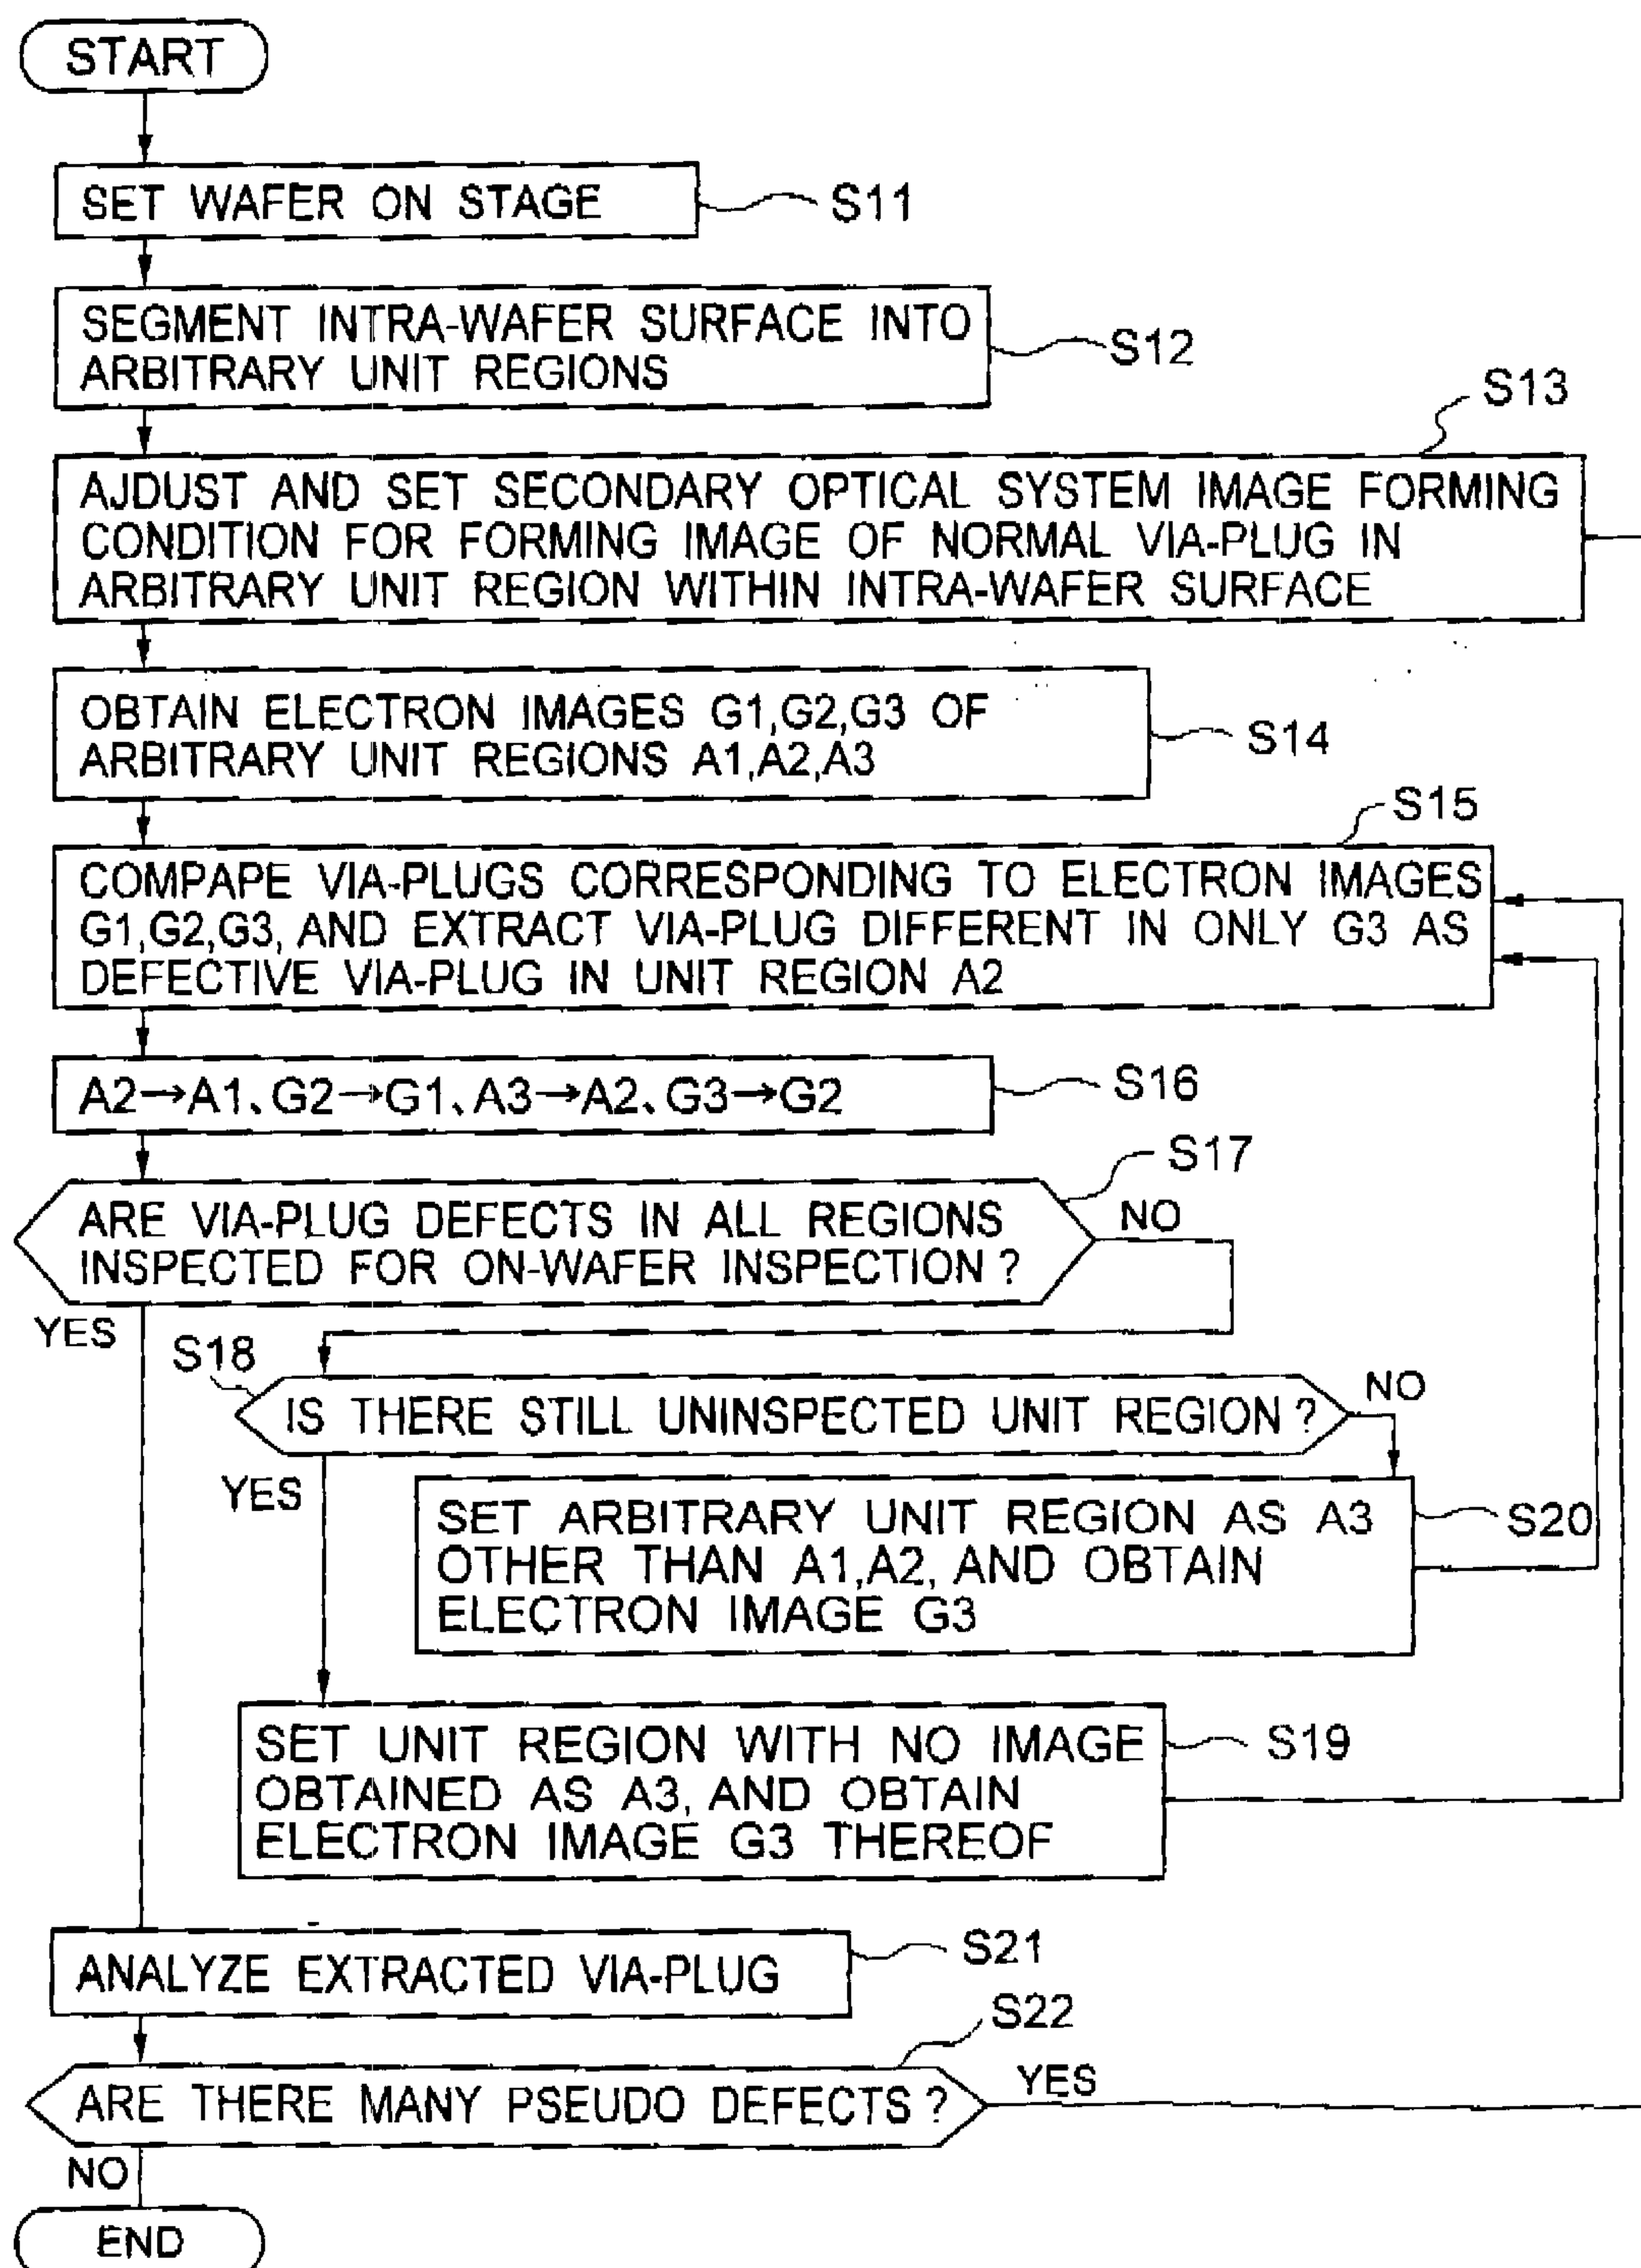 START
SET WAFER ON STAGE
S11
SEGMENT INTRA-WAFER SURFACE INTO
ARBITRARY UNIT REGIONS
S12
S13
AJDUST AND SET SECONDARY OPTICAL SYSTEM IMAGE FORMING
CONDITION FOR FORMING IMAGE OF NORMAL VIA-PLUG IN
ARBITRARY UNIT REGION WITHIN INTRA-WAFER SURFACE
OBTAIN ELECTRON IMAGES G1,G2,G3 OF
ARBITRARY UNIT REGIONS A1,A2,A3
S14
S15
COMPAPE VIA-PLUGS CORRESPONDING TO ELECTRON IMAGES
G1,G2,G3, AND EXTRACT VIA-PLUG DIFFERENT IN ONLY G3 AS
DEFECTIVE VIA-PLUG IN UNIT REGION A2
A2→A1、G2→G1、A3→A2、G3→G2
S16
S17
ARE VIA-PLUG DEFECTS IN ALL REGIONS
INSPECTED FOR ON-WAFER INSPECTION ?
NO
YES
S18
IS THERE STILL UNINSPECTED UNIT REGION ?
NO
YES
SET ARBITRARY UNIT REGION AS A3
OTHER THAN A1,A2, AND OBTAIN
ELECTRON IMAGE G3
S20
SET UNIT REGION WITH NO IMAGE
OBTAINED AS A3, AND OBTAIN
ELECTRON IMAGE G3 THEREOF
S19
ANALYZE EXTRACTED VIA-PLUG
S21
S22
ARE THERE MANY PSEUDO DEFECTS ?
YES
NO
END